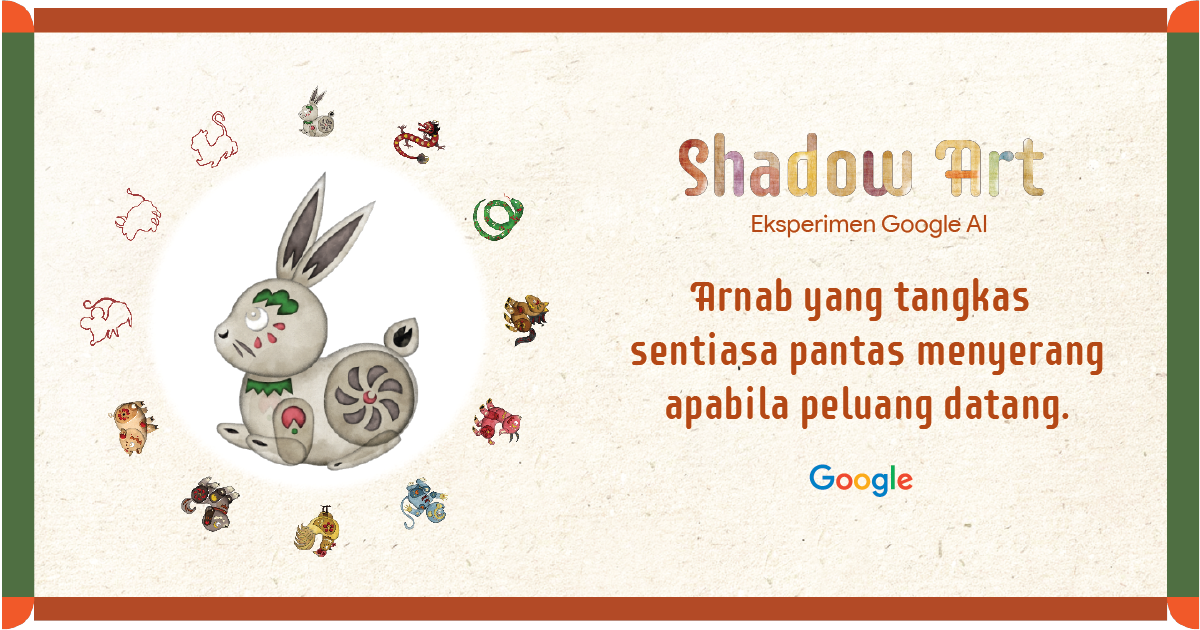 Shadow Art
Eksperimen Google AI
Arnab yang tangkas
sentiasa pantas menyerang
apabila peluang datang.
Google